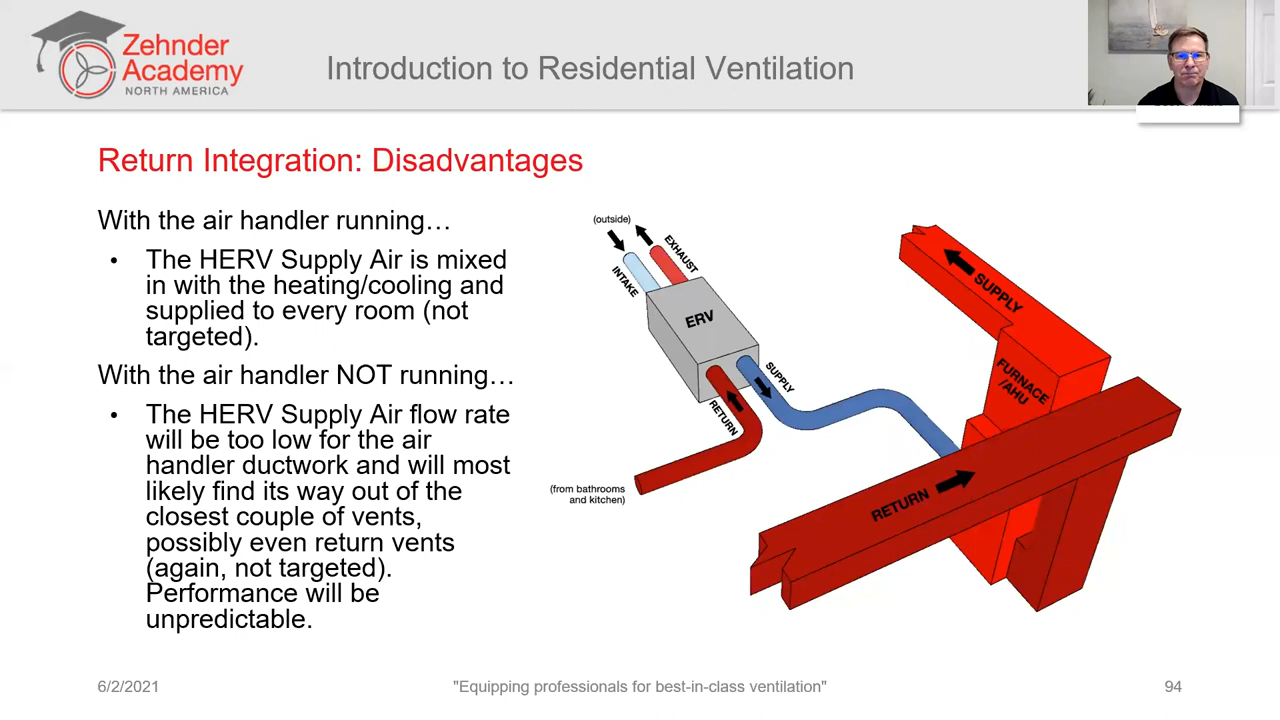 Zehnder
Academy
NORTH AMERICA
Introduction to Residential Ventilation
Return Integration: Disadvantages
With the air handler running…
• The HERV Supply Air is mixed
in with the heating/cooling and
supplied to every room (not
targeted).
With the air handler NOT running…
• The HERV Supply Air flow rate
will be too low for the air
handler ductwork and will most
likely find its way out of the
closest couple of vents,
possibly even return vents
(again, not targeted).
Performance will be
unpredictable.
(outside)
INTAKE
EXHAUST
ERV
SUPPLY
RETURN
(from bathrooms
and kitchen)
SUPPLY
FURNACE
/AHU
RETURN
6/2/2021
"Equipping professionals for best-in-class ventilation"
94